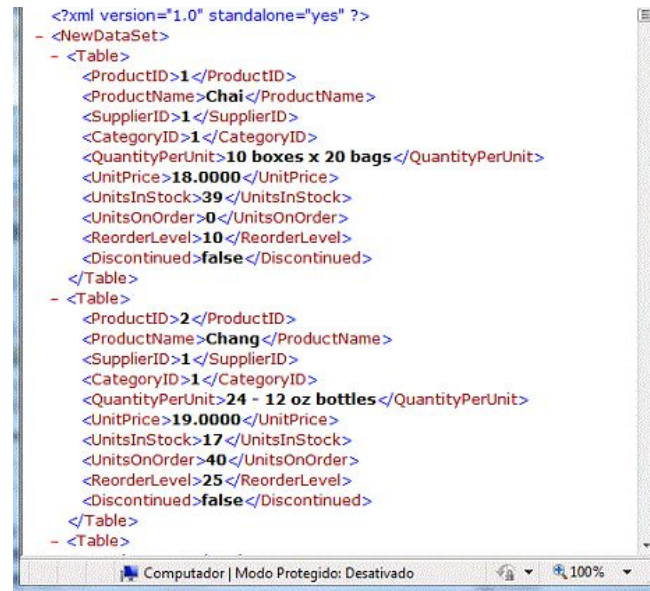 <?xml version="1.0" standalone="yes" ?>
- <NewDataSet>
- <Table>
<ProductID>1</ProductID>
<ProductName>Chai</ProductName>
<SupplierID>1</SupplierID>
<CategoryID>1</CategoryID>
<QuantityPerUnit>10 boxes x 20 bags</QuantityPerUnit>
<UnitPrice>18.0000</UnitPrice>
<UnitsInStock>39</UnitsInStock>
<UnitsOnOrder>0</UnitsOnOrder>
<ReorderLevel>10</ReorderLevel>
<Discontinued>false</Discontinued>
</Table>
- <Table>
<ProductID>2</ProductID>
<ProductName>Chang</ProductName>
<SupplierID>1</SupplierID>
<CategoryID>1</CategoryID>
<QuantityPerUnit>24 - 12 oz bottles</QuantityPerUnit>
<UnitPrice>19.0000</UnitPrice>
<UnitsInStock>17</UnitsInStock>
<UnitsOnOrder>40</UnitsOnOrder>
<ReorderLevel>25</ReorderLevel>
<Discontinued>false</Discontinued>
</Table>
- <Table>
Computador | Modo Protegido: Desativado 100%